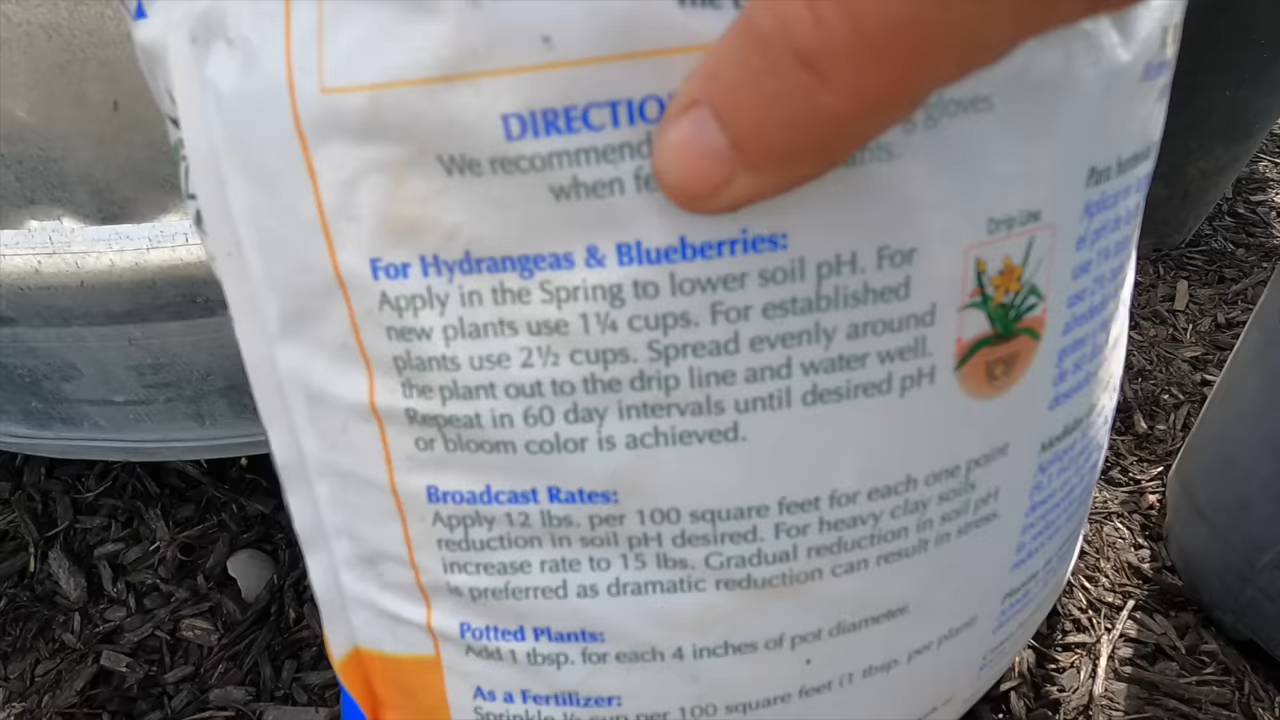 DIRECTIO
We recommend gloves
when
For Hydrangeas & Blueberries:
Apply in the Spring to lower soil pH. For
new plants use 1¼ cups. For established
plants use 2½ cups. Spread evenly around
the plant out to the drip line and water well.
Repeat in 60 day intervals until desired pH
or bloom color is achieved.
Drip Line
Broadcast Rates:
Apply 12 lbs. per 100 square feet for each one point
reduction in soil pH desired. For heavy clay soils
increase rate to 15 lbs. Gradual reduction in soil pH
is preferred as dramatic reduction can result in stress.
Potted Plants:
Add 1 tbsp. for each 4 inches of pot diameter.
As a Fertilizer:
Sprinkle ½ cup per 100 square feet (1 tbsp. per plant)
Para